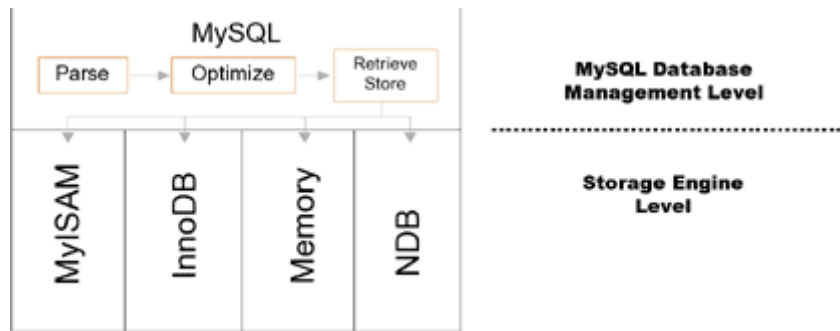 MySQL
Parse
Optimize
Retrieve
Store
MySQL Database
Management Level
MyISAM
InnoDB
Memory
NDB
Storage Engine
Level